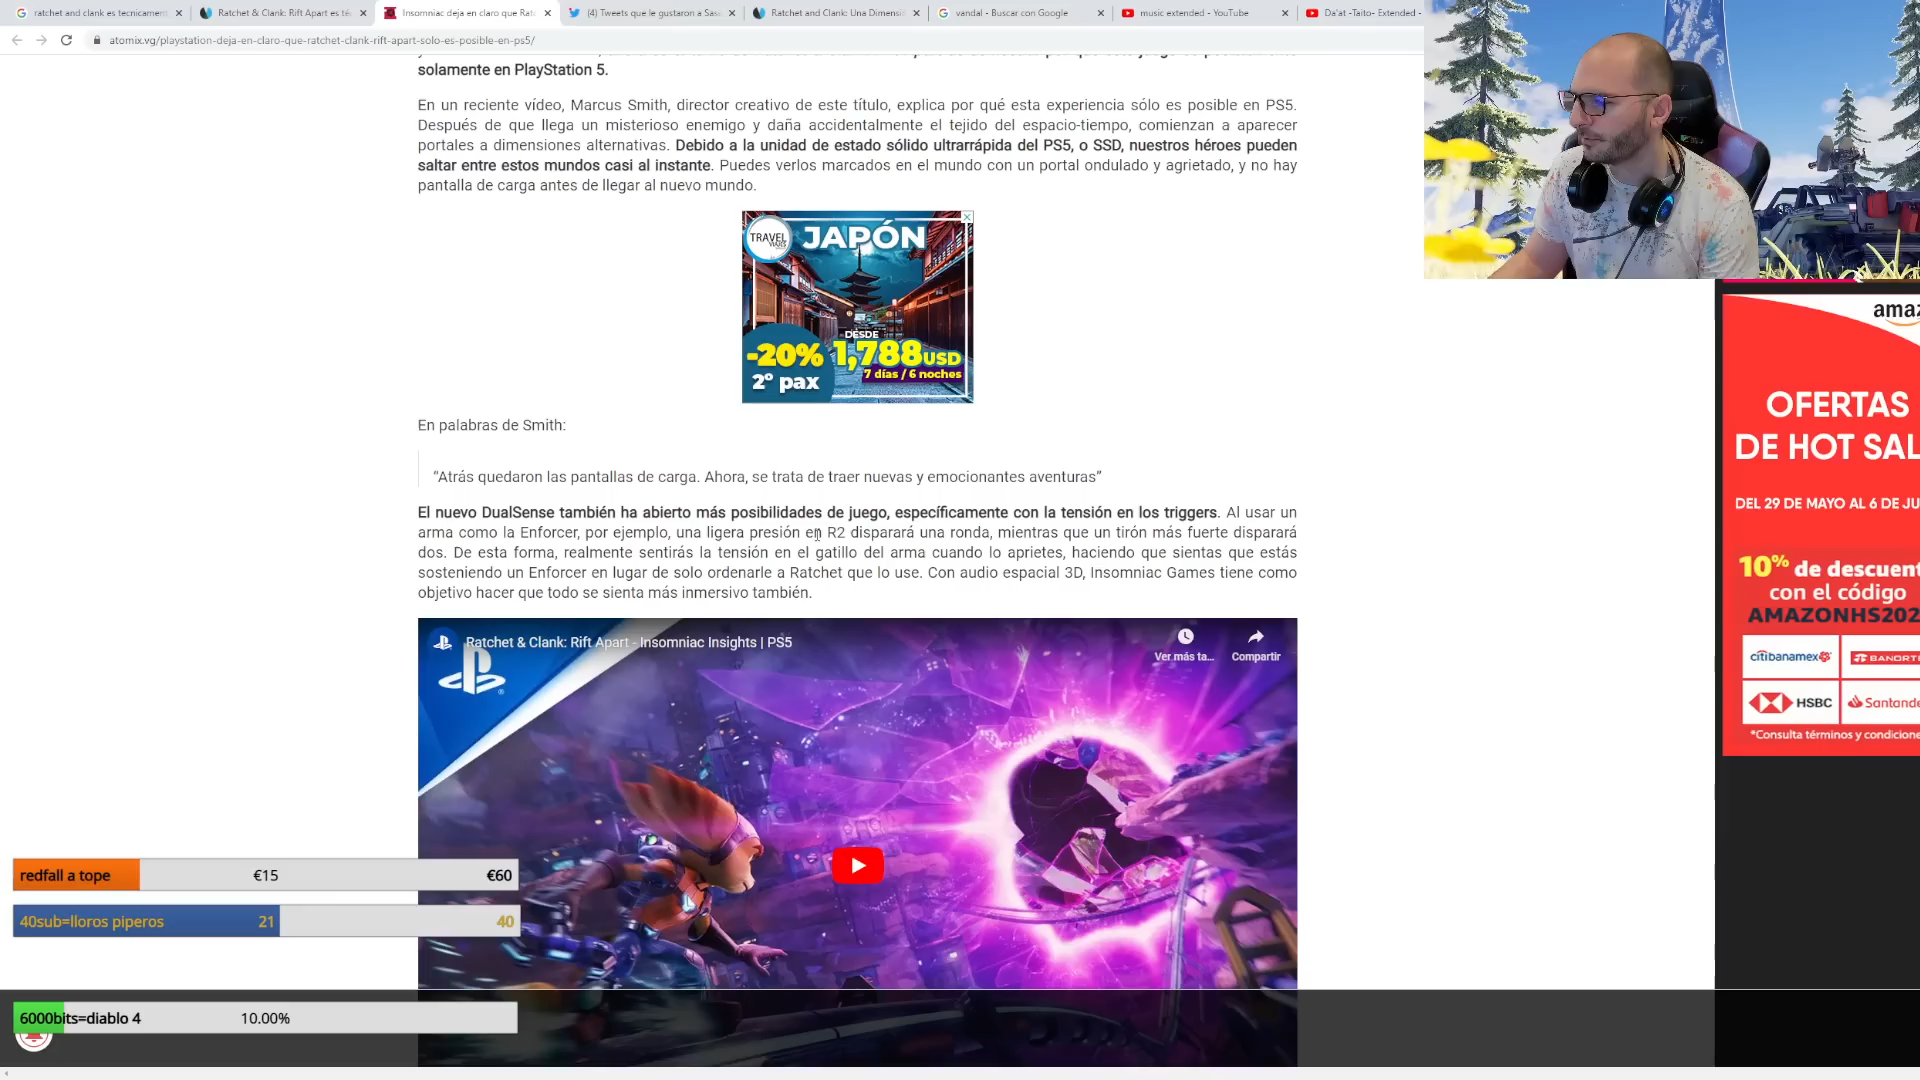 ratchet and clank es tecnicament
Ratchet & Clank: Rift Apart es té
Insomniac deja en claro que Rat
(4) Tweets que le gustaron a Sas
Ratchet and Clank: Una Dimensi
vandal - Buscar con Google
music extended - YouTube
Da'at -Taito- Extended -
atomix.vg/playstation-deja-en-claro-que-ratchet-clank-rift-apart-solo-es-posible-en-ps5/
solamente en PlayStation 5.
En un reciente vídeo, Marcus Smith, director creativo de este título, explica por qué esta experiencia sólo es posible en PS5.
Después de que llega un misterioso enemigo y daña accidentalmente el tejido del espacio-tiempo, comienzan a aparecer
portales a dimensiones alternativas. Debido a la unidad de estado sólido ultrarrápida del PS5, o SSD, nuestros héroes pueden
saltar entre estos mundos casi al instante. Puedes verlos marcados en el mundo con un portal ondulado y agrietado, y no hay
pantalla de carga antes de llegar al nuevo mundo.
TRAVEL
JAPÓN
DESDE
-20%
1,788USD
2º pax
7 días / 6 noches
En palabras de Smith:
“Atrás quedaron las pantallas de carga. Ahora, se trata de traer nuevas y emocionantes aventuras”
El nuevo DualSense también ha abierto más posibilidades de juego, específicamente con la tensión en los triggers. Al usar un
arma como la Enforcer, por ejemplo, una ligera presión en R2 disparará una ronda, mientras que un tirón más fuerte disparará
dos. De esta forma, realmente sentirás la tensión en el gatillo del arma cuando lo aprietes, haciendo que sientas que estás
sosteniendo un Enforcer en lugar de solo ordenarle a Ratchet que lo use. Con audio espacial 3D, Insomniac Games tiene como
objetivo hacer que todo se sienta más inmersivo también.
Ratchet & Clank: Rift Apart - Insomniac Insights | PS5
Ver más ta...
Compartir
amaz
OFERTAS
DE HOT SAL
DEL 29 DE MAYO AL 6 DE JU
10% de descuent
con el código
AMAZONHS202
citibanamex
BANORTE
HSBC
Santande
*Consulta términos y condicione
redfall a tope €15 €60
40sub=lloros piperos 21 40
6000bits=diablo 4 10.00%